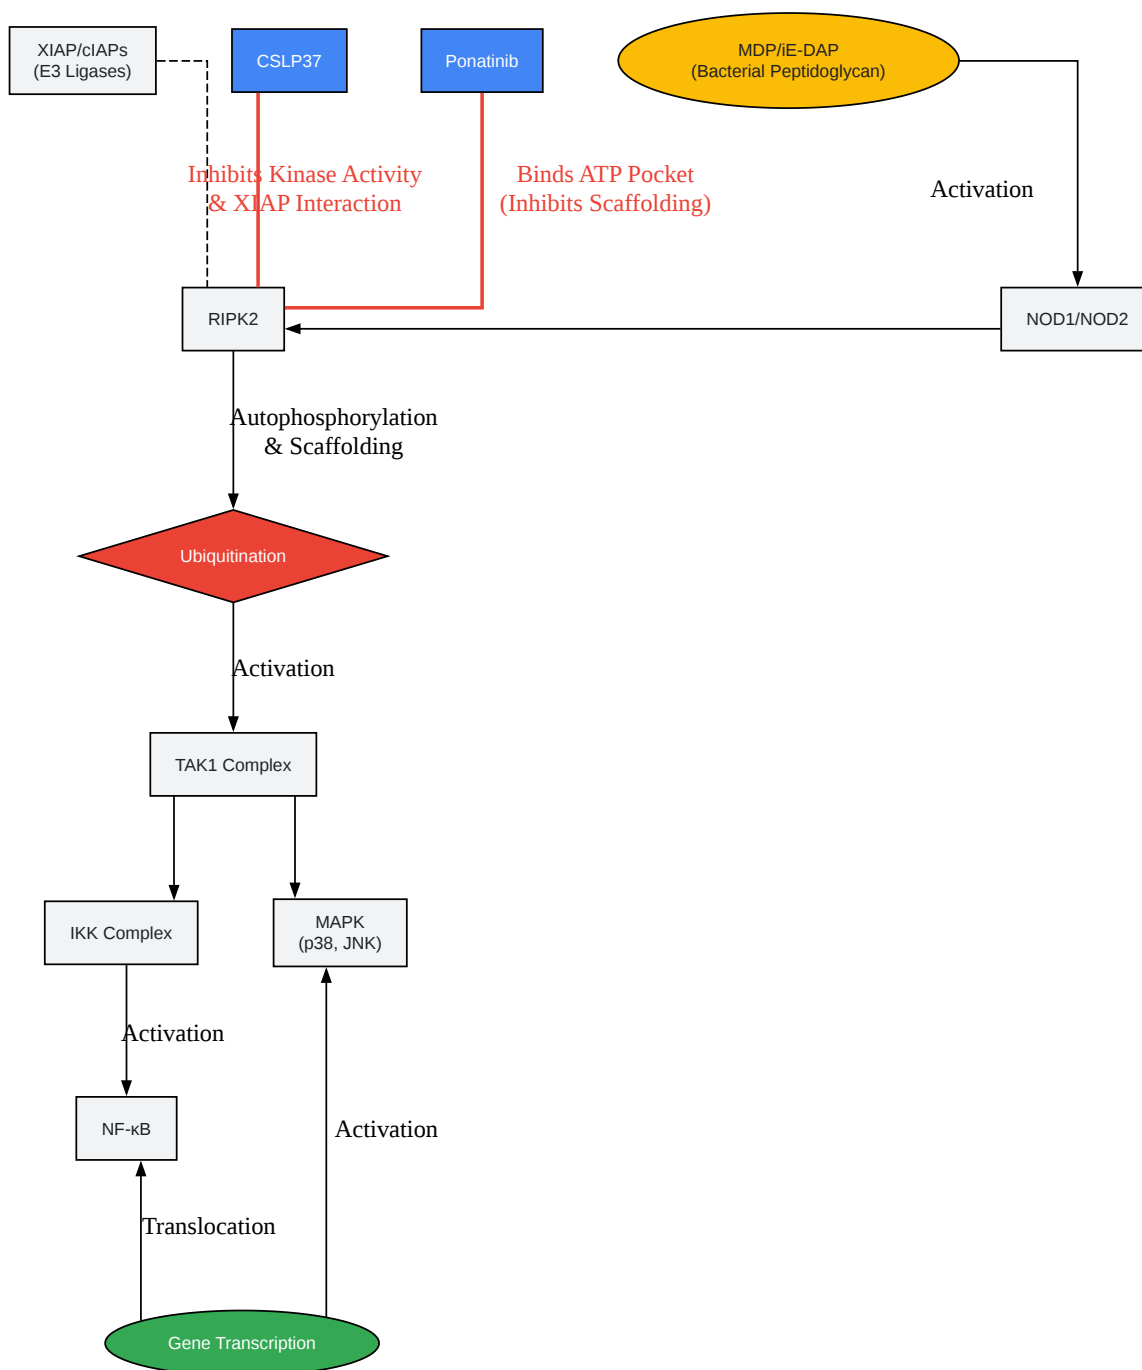 XIAP/cIAPs
(E3 Ligases)
CSLP37
Ponatinib
MDP/iE-DAP
(Bacterial Peptidoglycan)
Inhibits Kinase Activity
& XIAP Interaction
Binds ATP Pocket
(Inhibits Scaffolding)
Activation
RIPK2
NOD1/NOD2
Autophosphorylation
& Scaffolding
Ubiquitination
Activation
TAK1 Complex
IKK Complex
MAPK
(p38, JNK)
Activation
NF-κB
Activation
Translocation
Gene Transcription